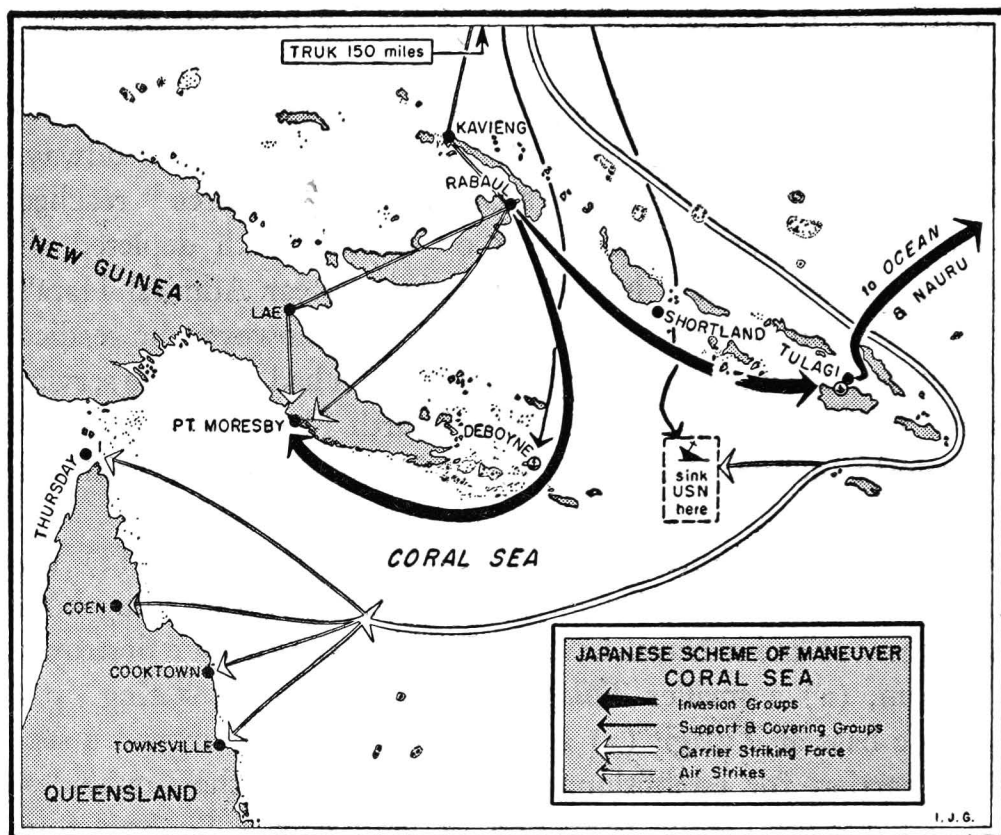 TRUK 150 miles
KAVIENG
RABAUL
NEW GUINEA
LAE
to OCEAN
& NAURU
SHORTLAND
TULAGI
PT. MORESBY
DEBOYNE
THURSDAY I
sink
USN
here
CORAL SEA
COEN
COOKTOWN
TOWNSVILLE
QUEENSLAND
JAPANESE SCHEME OF MANEUVER
CORAL SEA
Invasion Groups
Support & Covering Groups
Carrier Striking Force
Air Strikes
I. J. G.